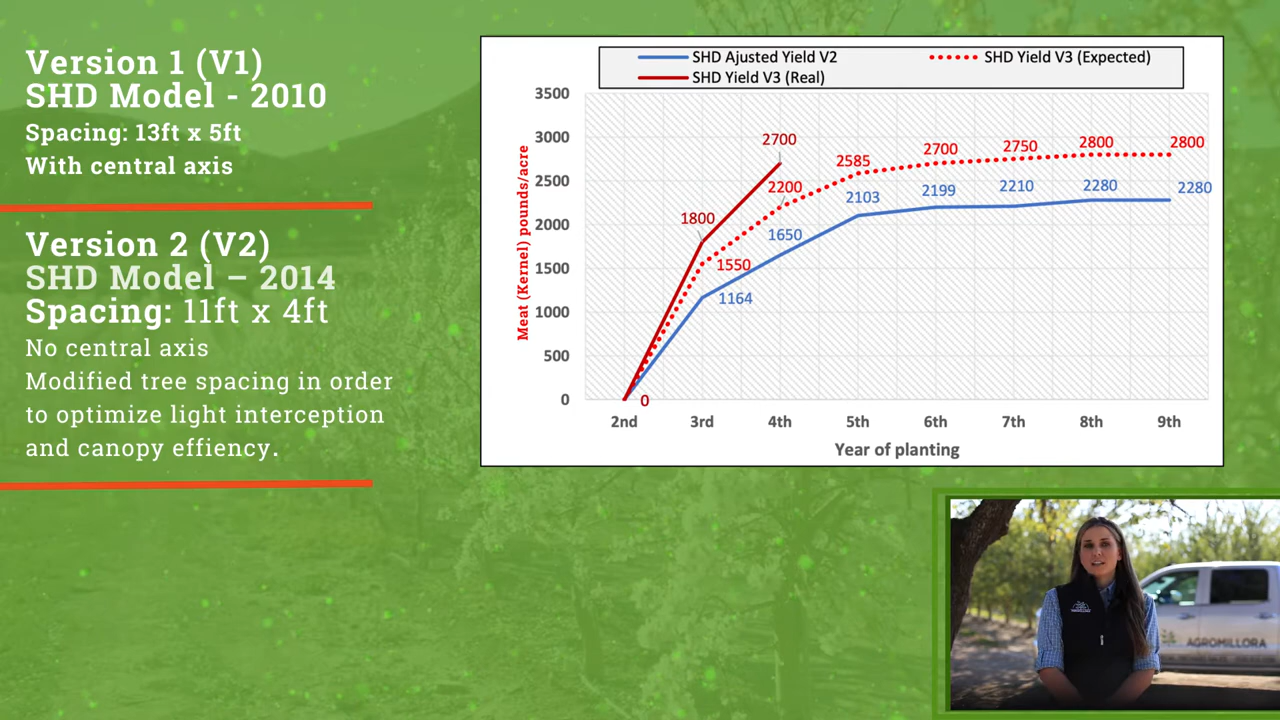 Version 1 (V1)
SHD Model - 2010
Spacing: 13ft x 5ft
With central axis
Version 2 (V2)
SHD Model – 2014
Spacing: 11ft x 4ft
No central axis
Modified tree spacing in order
to optimize light interception
and canopy effiency.
SHD Ajusted Yield V2
SHD Yield V3 (Expected)
SHD Yield V3 (Real)
Meat (Kernel) pounds/acre
3500
3000
2500
2000
1500
1000
500
0
2700
1800
2200
1550
2585
2700
2750
2800
2800
0
1164
1650
2103
2199
2210
2280
2280
2nd 3rd 4th 5th 6th 7th 8th 9th
Year of planting
AGROMILLORA